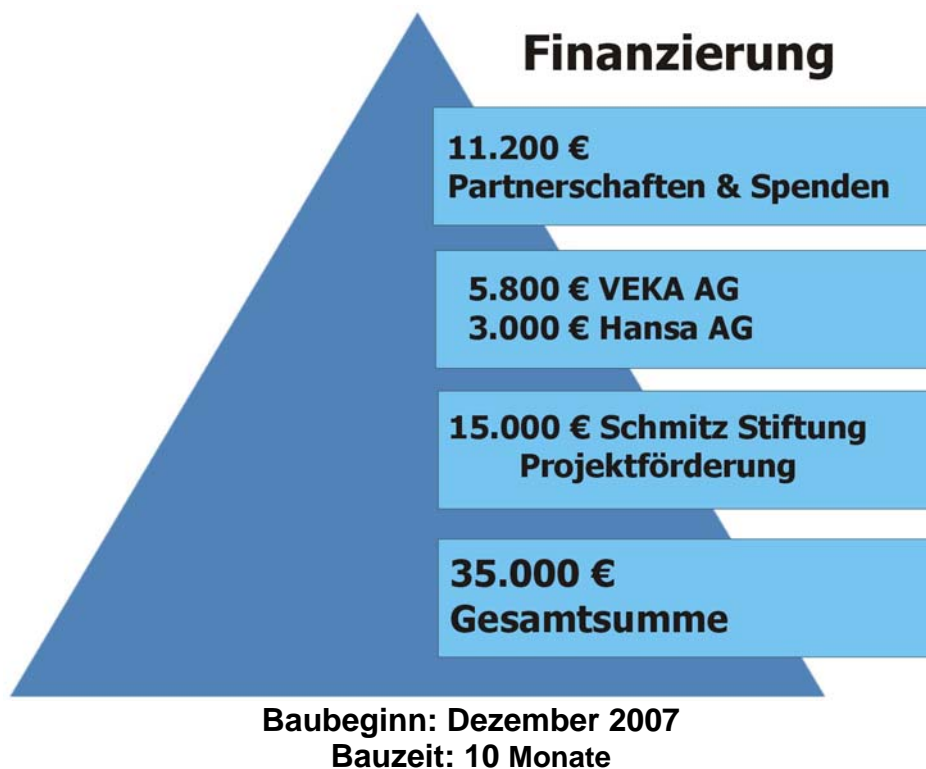 Finanzierung
11.200 €
Partnerschaften & Spenden
5.800 € VEKA AG
3.000 € Hansa AG
15.000 € Schmitz Stiftung
Projektförderung
35.000 €
Gesamtsumme
Baubeginn: Dezember 2007
Bauzeit: 10 Monate